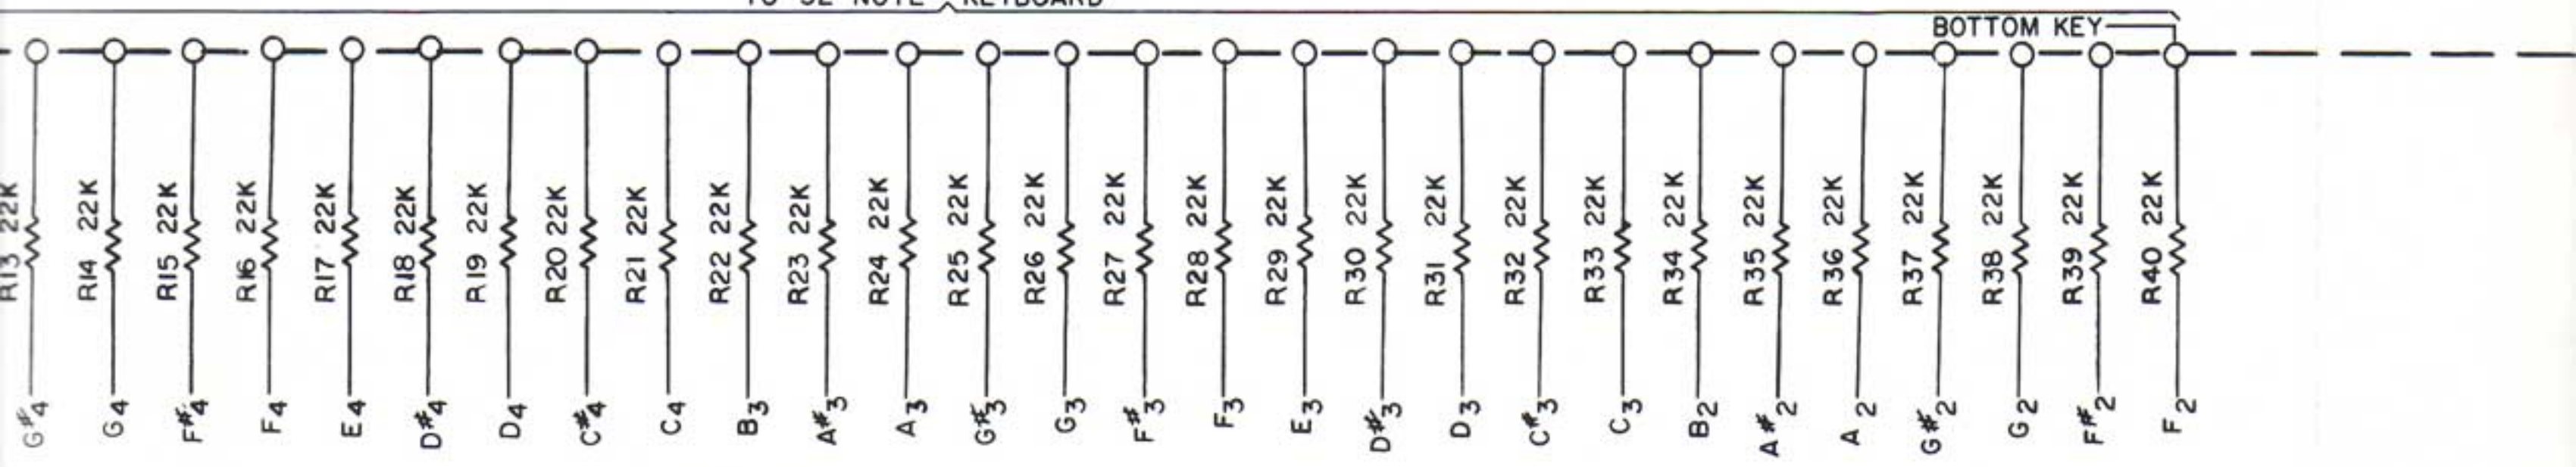 TO 32 NOTE KEYBOARD
BOTTOM KEY
R13 22K
R14 22K
R15 22K
R16 22K
R17 22K
R18 22K
R19 22K
R20 22K
R21 22K
R22 22K
R23 22K
R24 22K
R25 22K
R26 22K
R27 22K
R28 22K
R29 22K
R30 22K
R31 22K
R32 22K
R33 22K
R34 22K
R35 22K
R36 22K
R37 22K
R38 22K
R39 22K
R40 22K
G#4
G4
F#4
F4
E4
D#4
D4
C#4
C4
B3
A#3
A3
G#3
G3
F#3
F3
E3
D#3
D3
C#3
C3
B2
A#2
A2
G#2
G2
F#2
F2